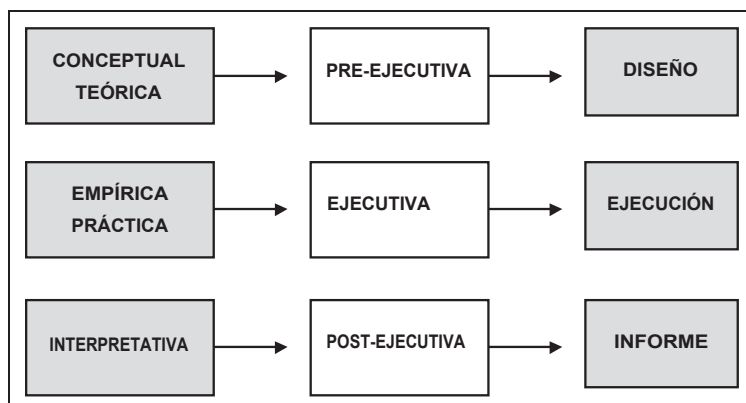 CONCEPTUAL
TEÓRICA
PRE-EJECUTIVA
DISEÑO
EMPÍRICA
PRÁCTICA
EJECUTIVA
EJECUCIÓN
INTERPRETATIVA
POST-EJECUTIVA
INFORME